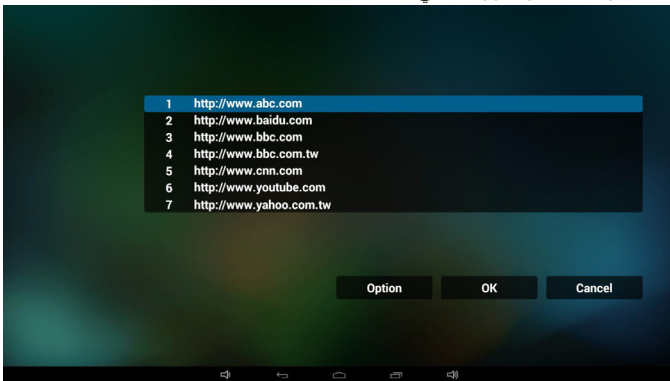 1 http://www.abc.com
2 http://www.baidu.com
3 http://www.bbc.com
4 http://www.bbc.com.tw
5 http://www.cnn.com
6 http://www.youtube.com
7 http://www.yahoo.com.tw
Option OK Cancel